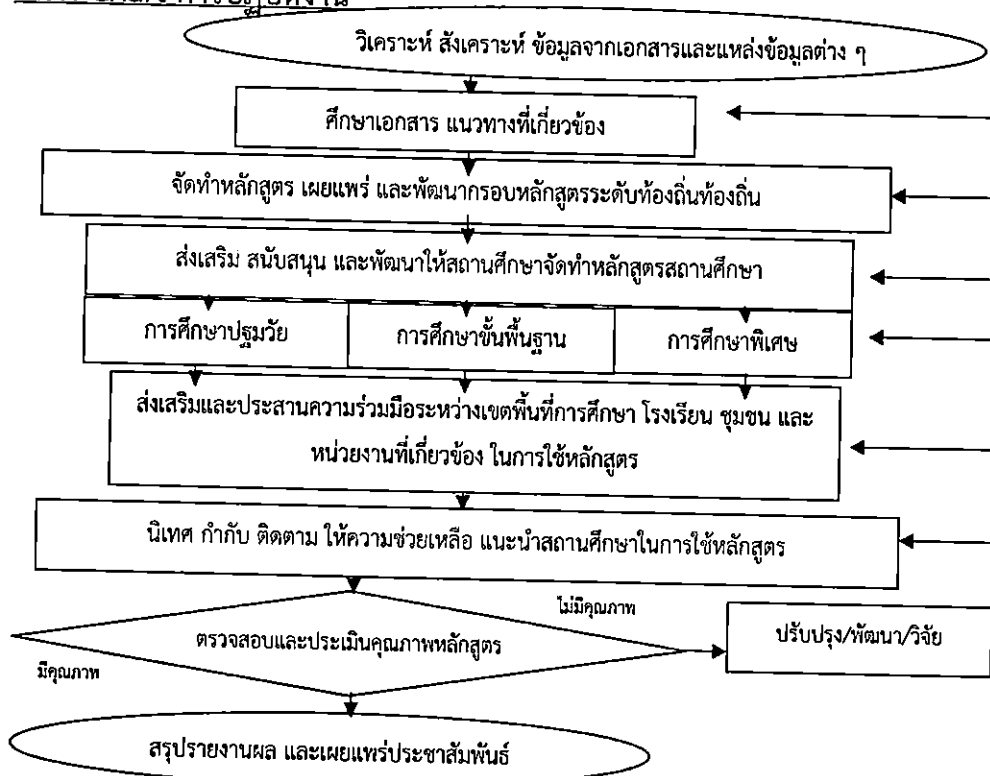 วิเคราะห์ สังเคราะห์ ข้อมูลจากเอกสารและแหล่งข้อมูลต่าง ๆ
ศึกษาเอกสาร แนวทางที่เกี่ยวข้อง
จัดทำหลักสูตร เผยแพร่ และพัฒนากรอบหลักสูตรระดับท้องถิ่นท้องถิ่น
ส่งเสริม สนับสนุน และพัฒนาให้สถานศึกษาจัดทำหลักสูตรสถานศึกษา
การศึกษาปฐมวัย
การศึกษาขั้นพื้นฐาน
การศึกษาพิเศษ
ส่งเสริมและประสานความร่วมมือระหว่างเขตพื้นที่การศึกษา โรงเรียน ชุมชน และ
หน่วยงานที่เกี่ยวข้อง ในการใช้หลักสูตร
นิเทศ กำกับ ติดตาม ให้ความช่วยเหลือ แนะนำสถานศึกษาในการใช้หลักสูตร
ไม่มีคุณภาพ
ตรวจสอบและประเมินคุณภาพหลักสูตร
ปรับปรุง/พัฒนา/วิจัย
มีคุณภาพ
สรุปรายงานผล และเผยแพร่ประชาสัมพันธ์